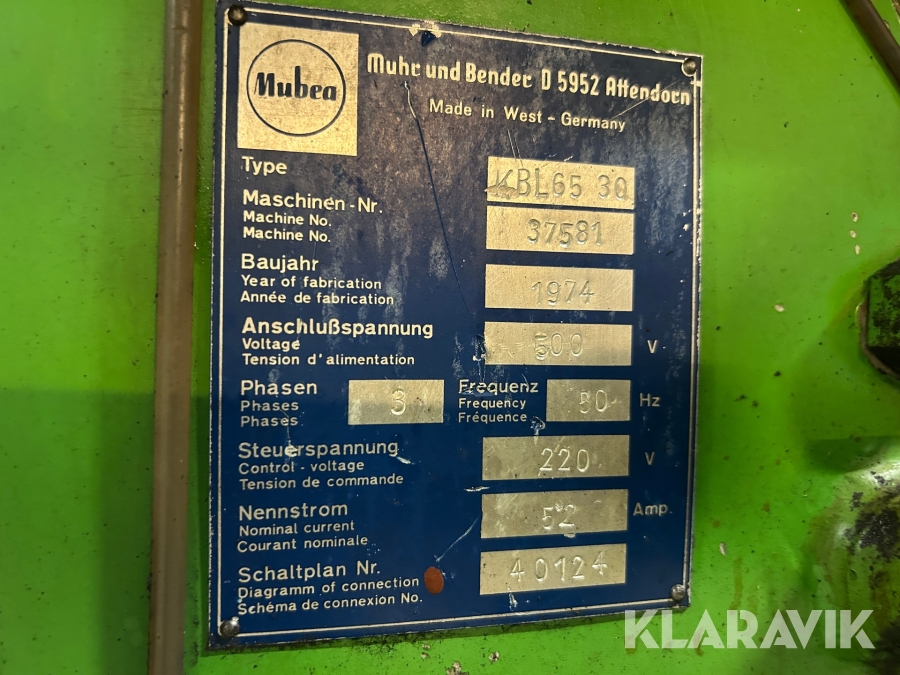 Mubea
Muhr und Bender D 5952 Attendorn
Made in West - Germany
Type KBL65 30
Maschinen-Nr.
Machine No. 37581
Machine No.
Baujahr
Year of fabrication 1974
Année de fabrication
Anschlußspannung
Voltage 500 V
Tension d'alimentation
Phasen 3 Frequenz 50 Hz
Phases Frequency
Phases Fréquence
Steuerspannung
Control - voltage 220 V
Tension de commande
Nennstrom 52 Amp.
Nominal current
Courant nominale
Schaltplan Nr. 40124
Diagramm of connection
Schéma de connexion No.
KLARAVIK